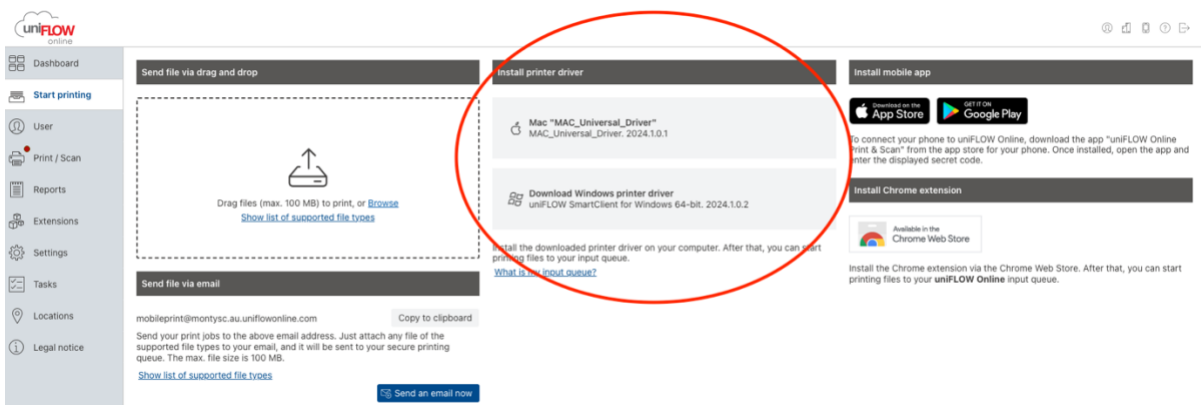 uniFLOW
online
Dashboard
Start printing
User
Print / Scan
Reports
Extensions
Settings
Tasks
Locations
Legal notice
Send file via drag and drop
Drag files (max. 100 MB) to print, or Browse
Show list of supported file types
Send file via email
mobileprint@montysc.au.uniflowonline.com
Copy to clipboard
Send your print jobs to the above email address. Just attach any file of the
supported file types to your email, and it will be sent to your secure printing
queue. The max. file size is 100 MB.
Show list of supported file types
Send an email now
Install printer driver
Mac "MAC_Universal_Driver"
MAC_Universal_Driver. 2024.1.0.1
Download Windows printer driver
uniFLOW SmartClient for Windows 64-bit. 2024.1.0.2
Install the downloaded printer driver on your computer. After that, you can start
printing files to your input queue.
What is my input queue?
Install mobile app
Download on the
App Store
GET IT ON
Google Play
To connect your phone to uniFLOW Online, download the app "uniFLOW Online
Print & Scan" from the app store for your phone. Once installed, open the app and
enter the displayed secret code.
Install Chrome extension
Available in the
Chrome Web Store
Install the Chrome extension via the Chrome Web Store. After that, you can start
printing files to your uniFLOW Online input queue.